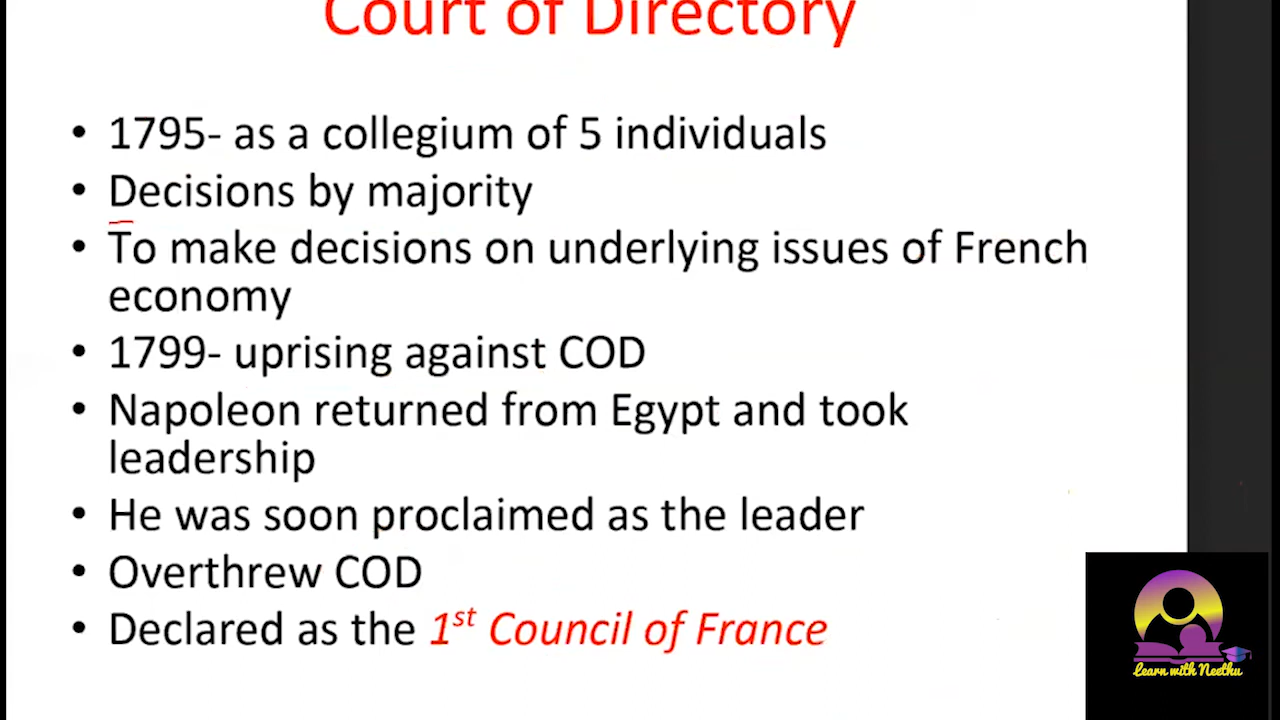 Court of Directory
• 1795- as a collegium of 5 individuals
• Decisions by majority
• To make decisions on underlying issues of French
economy
• 1799- uprising against COD
• Napoleon returned from Egypt and took
leadership
• He was soon proclaimed as the leader
• Overthrew COD
• Declared as the 1st Council of France
Learn with Neethu